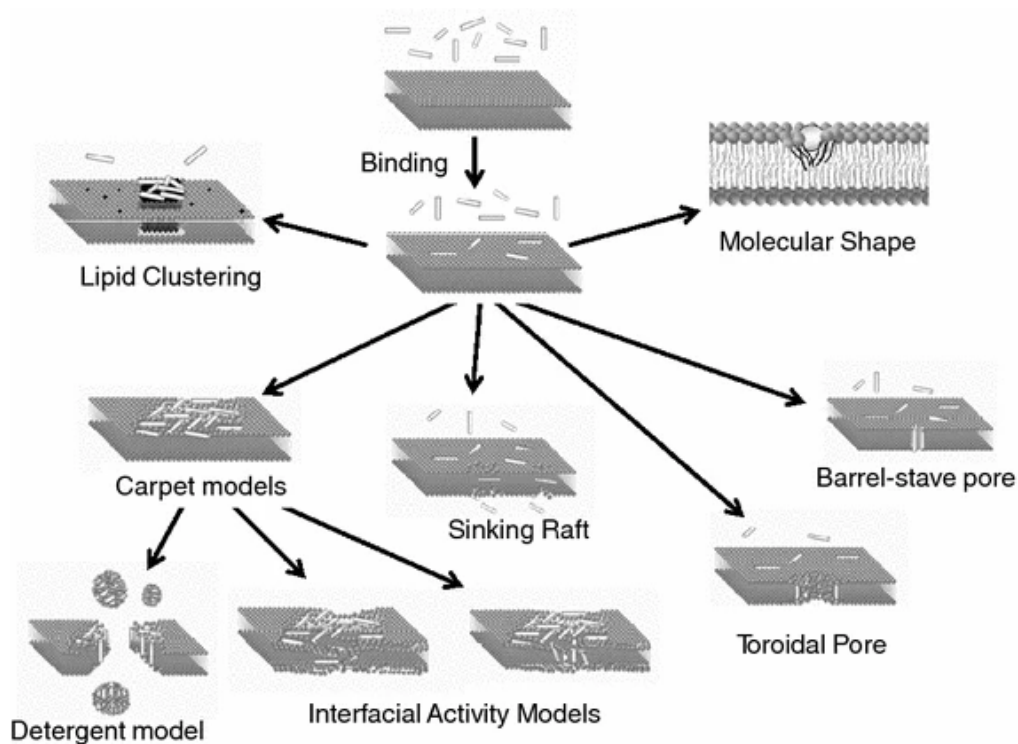 Binding
Molecular Shape
Lipid Clustering
Carpet models
Sinking Raft
Barrel-stave pore
Toroidal Pore
Interfacial Activity Models
Detergent model